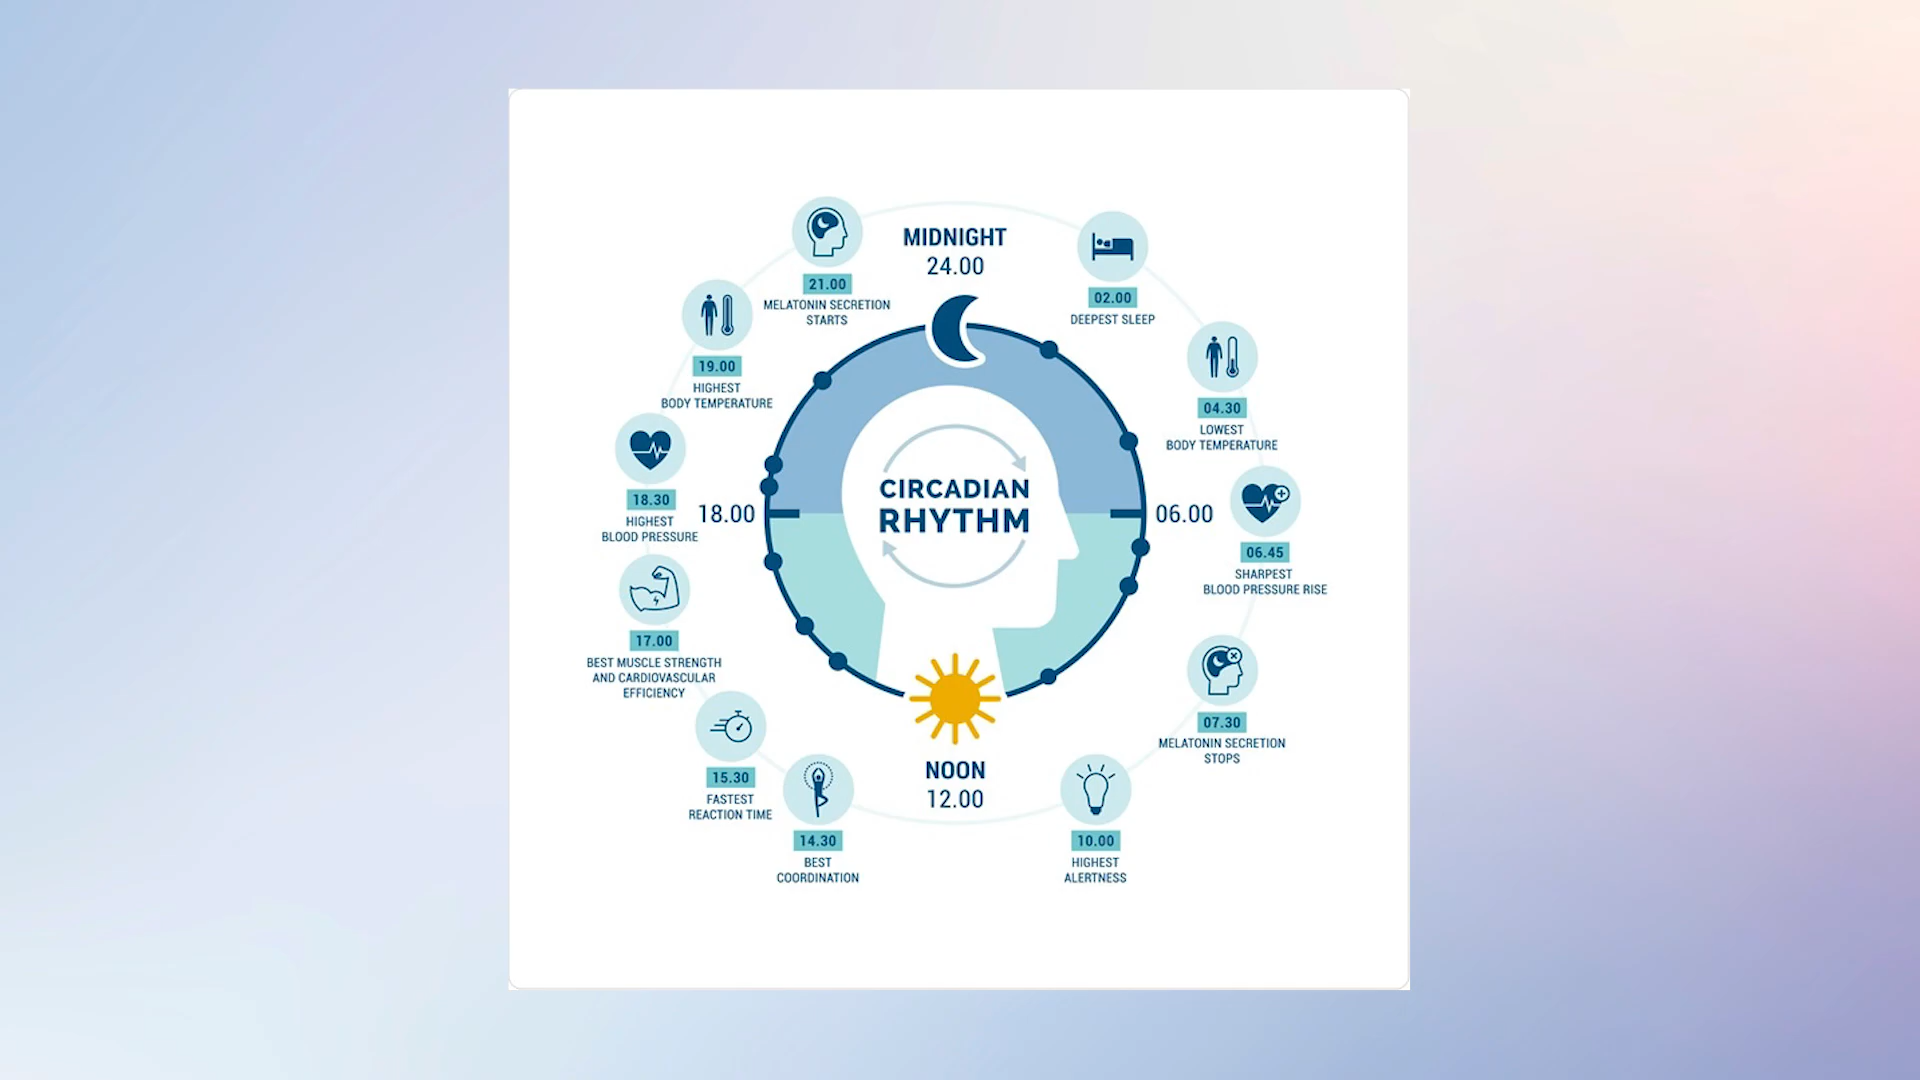 MIDNIGHT
24.00
02.00
DEEPEST SLEEP
04.30
LOWEST
BODY TEMPERATURE
06.00
06.45
SHARPEST
BLOOD PRESSURE RISE
07.30
MELATONIN SECRETION
STOPS
10.00
HIGHEST
ALERTNESS
NOON
12.00
14.30
BEST
COORDINATION
15.30
FASTEST
REACTION TIME
17.00
BEST MUSCLE STRENGTH
AND CARDIOVASCULAR
EFFICIENCY
18.00
18.30
HIGHEST
BLOOD PRESSURE
19.00
HIGHEST
BODY TEMPERATURE
21.00
MELATONIN SECRETION
STARTS
CIRCADIAN
RHYTHM